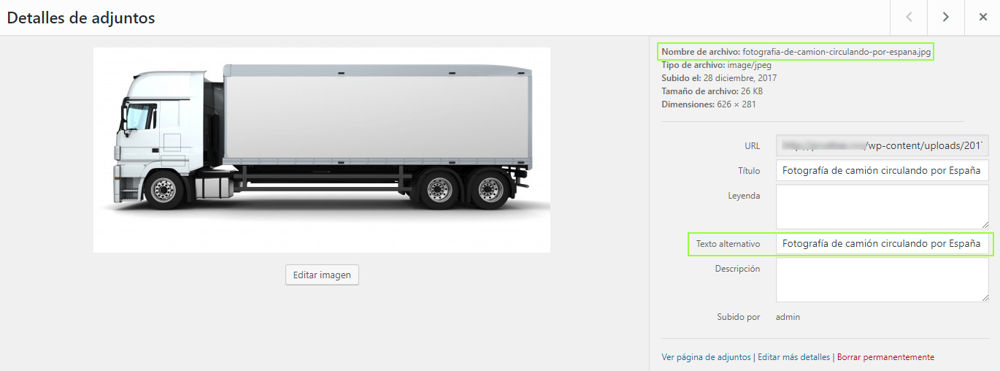 Detalles de adjuntos
Nombre de archivo: fotografia-de-camion-circulando-por-espana.jpg
Tipo de archivo: image/jpeg
Subido el: 28 diciembre, 2017
Tamaño de archivo: 26 KB
Dimensiones: 626 × 281
URL /wp-content/uploads/201
Título Fotografía de camión circulando por España
Leyenda
Texto alternativo Fotografía de camión circulando por España
Editar imagen
Descripción
Subido por admin
Ver página de adjuntos | Editar más detalles | Borrar permanentemente